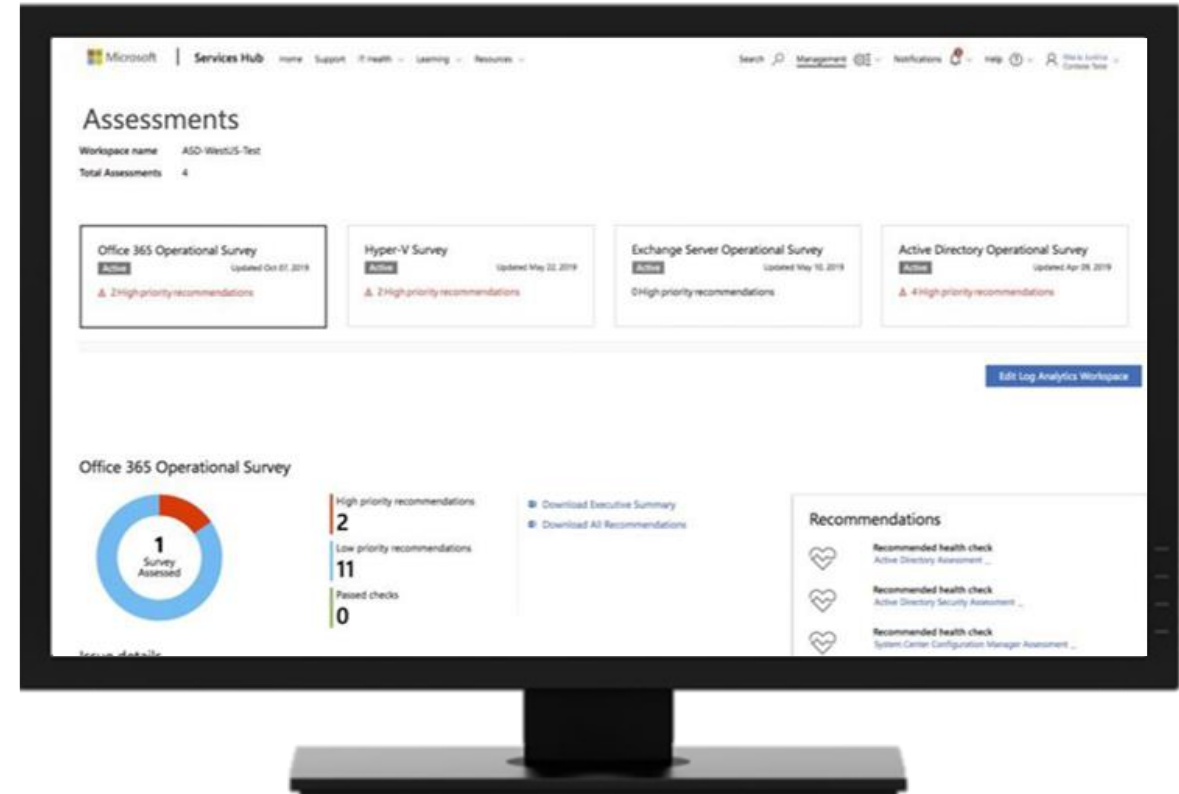 Microsoft | Services Hub Home Support IT Health Learning Resources Search Management Notifications Help
Contoso Test
Assessments
Workspace name ASD-WestUS-Test
Total Assessments 4
Office 365 Operational Survey
Active Updated Oct 07, 2019
2 High priority recommendations
Hyper-V Survey
Active Updated May 22, 2019
2 High priority recommendations
Exchange Server Operational Survey
Active Updated May 10, 2019
0 High priority recommendations
Active Directory Operational Survey
Active Updated Apr 09, 2019
4 High priority recommendations
Edit Log Analytics Workspace
Office 365 Operational Survey
1
Survey
Assessed
High priority recommendations
2
Low priority recommendations
11
Passed checks
0
Download Executive Summary
Download All Recommendations
Recommendations
Recommended health check
Active Directory Assessment ...
Recommended health check
Active Directory Security Assessment ...
Recommended health check
System Center Configuration Manager Assessment ...
Issue details